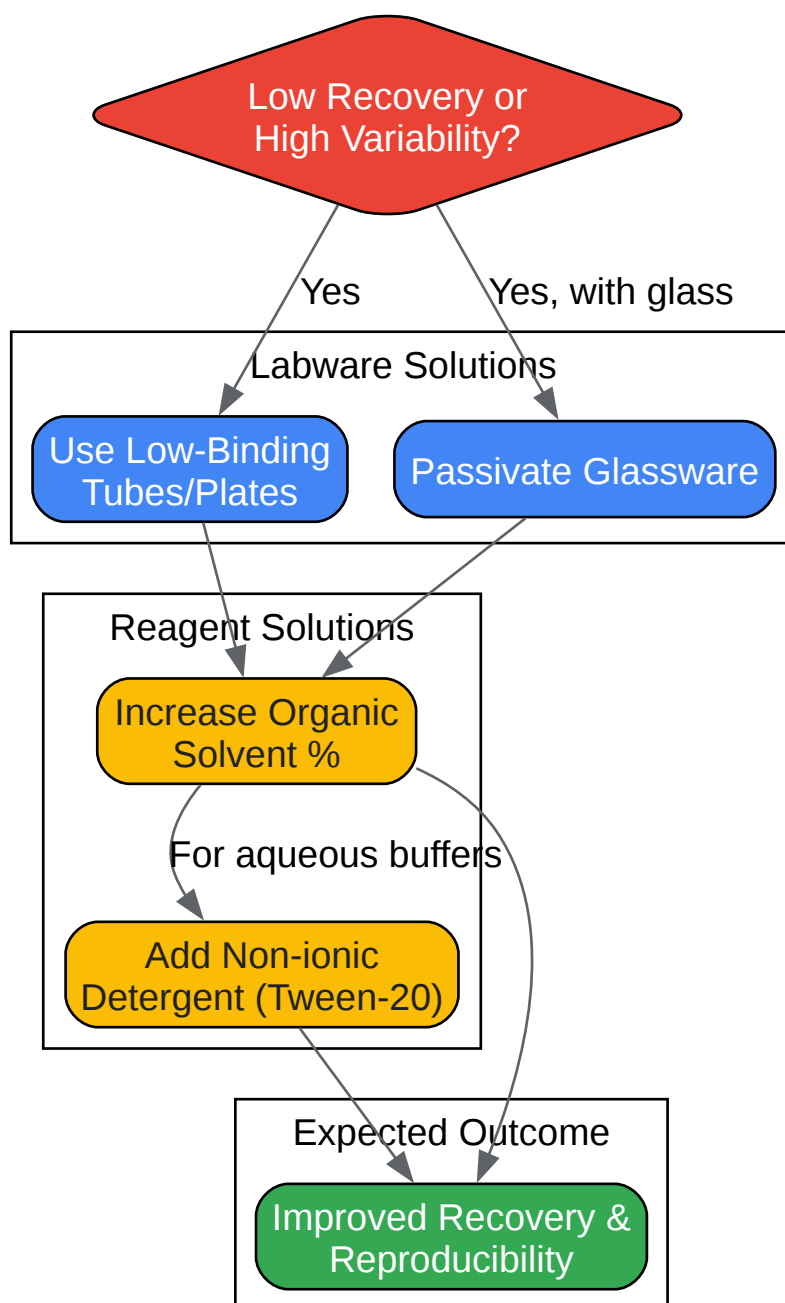 Low Recovery or
High Variability?
Yes
Yes, with glass
Labware Solutions
Use Low-Binding
Tubes/Plates
Passivate Glassware
Reagent Solutions
Increase Organic
Solvent %
For aqueous buffers
Add Non-ionic
Detergent (Tween-20)
Expected Outcome
Improved Recovery &
Reproducibility